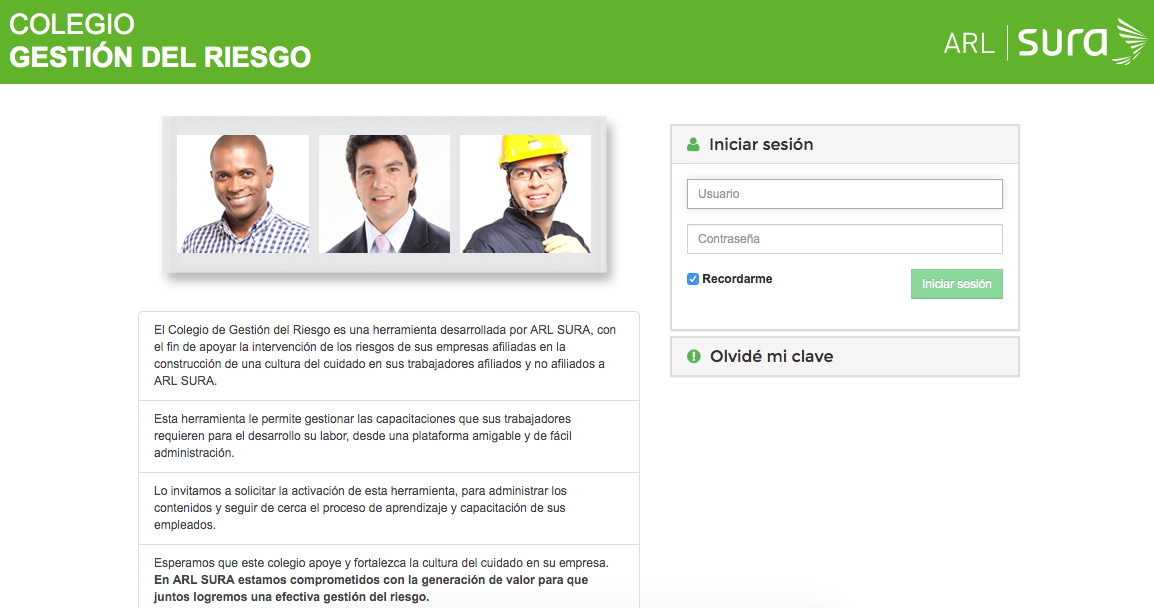 COLEGIO
GESTIÓN DEL RIESGO
ARL sura
Iniciar sesión
Usuario
Contraseña
Recordarme
Iniciar sesión
Olvidé mi clave
El Colegio de Gestión del Riesgo es una herramienta desarrollada por ARL SURA, con
el fin de apoyar la intervención de los riesgos de sus empresas afiliadas en la
construcción de una cultura del cuidado en sus trabajadores afiliados y no afiliados a
ARL SURA.
Esta herramienta le permite gestionar las capacitaciones que sus trabajadores
requieren para el desarrollo su labor, desde una plataforma amigable y de fácil
administración.
Lo invitamos a solicitar la activación de esta herramienta, para administrar los
contenidos y seguir de cerca el proceso de aprendizaje y capacitación de sus
empleados.
Esperamos que este colegio apoye y fortalezca la cultura del cuidado en su empresa.
En ARL SURA estamos comprometidos con la generación de valor para que
juntos logremos una efectiva gestión del riesgo.